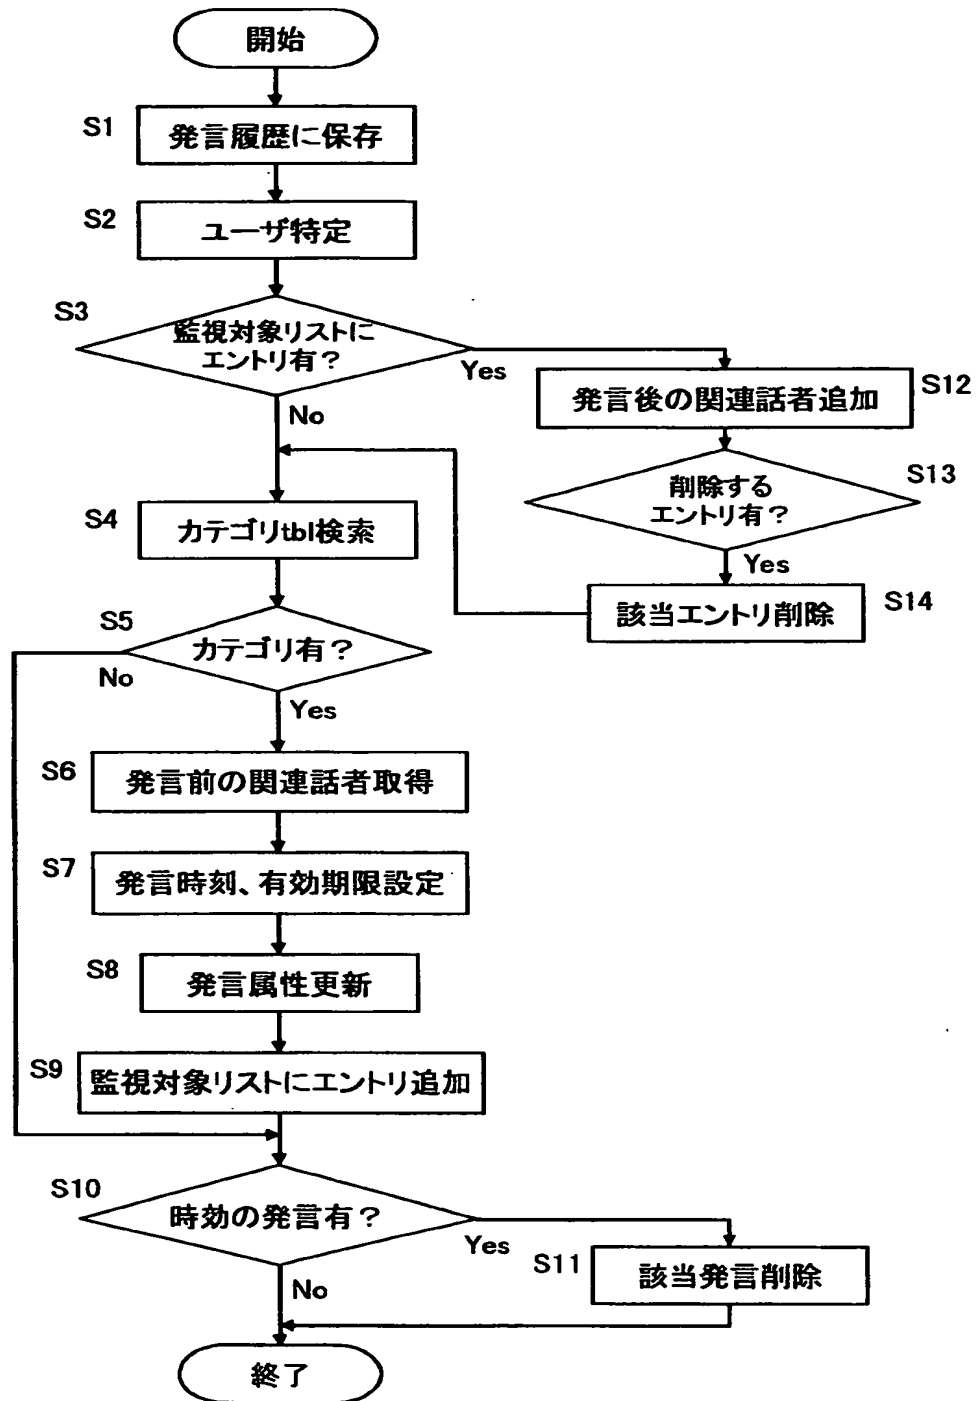 開始
S1
発言履歴に保存
S2
ユーザ特定
S3
監視対象リストに
エントリ有？
Yes
No
S12
発言後の関連話者追加
S13
削除する
エントリ有？
Yes
S14
該当エントリ削除
S4
カテゴリtbl検索
S5
カテゴリ有？
No
Yes
S6
発言前の関連話者取得
S7
発言時刻、有効期限設定
S8
発言属性更新
S9
監視対象リストにエントリ追加
S10
時効の発言有？
Yes
No
S11
該当発言削除
終了